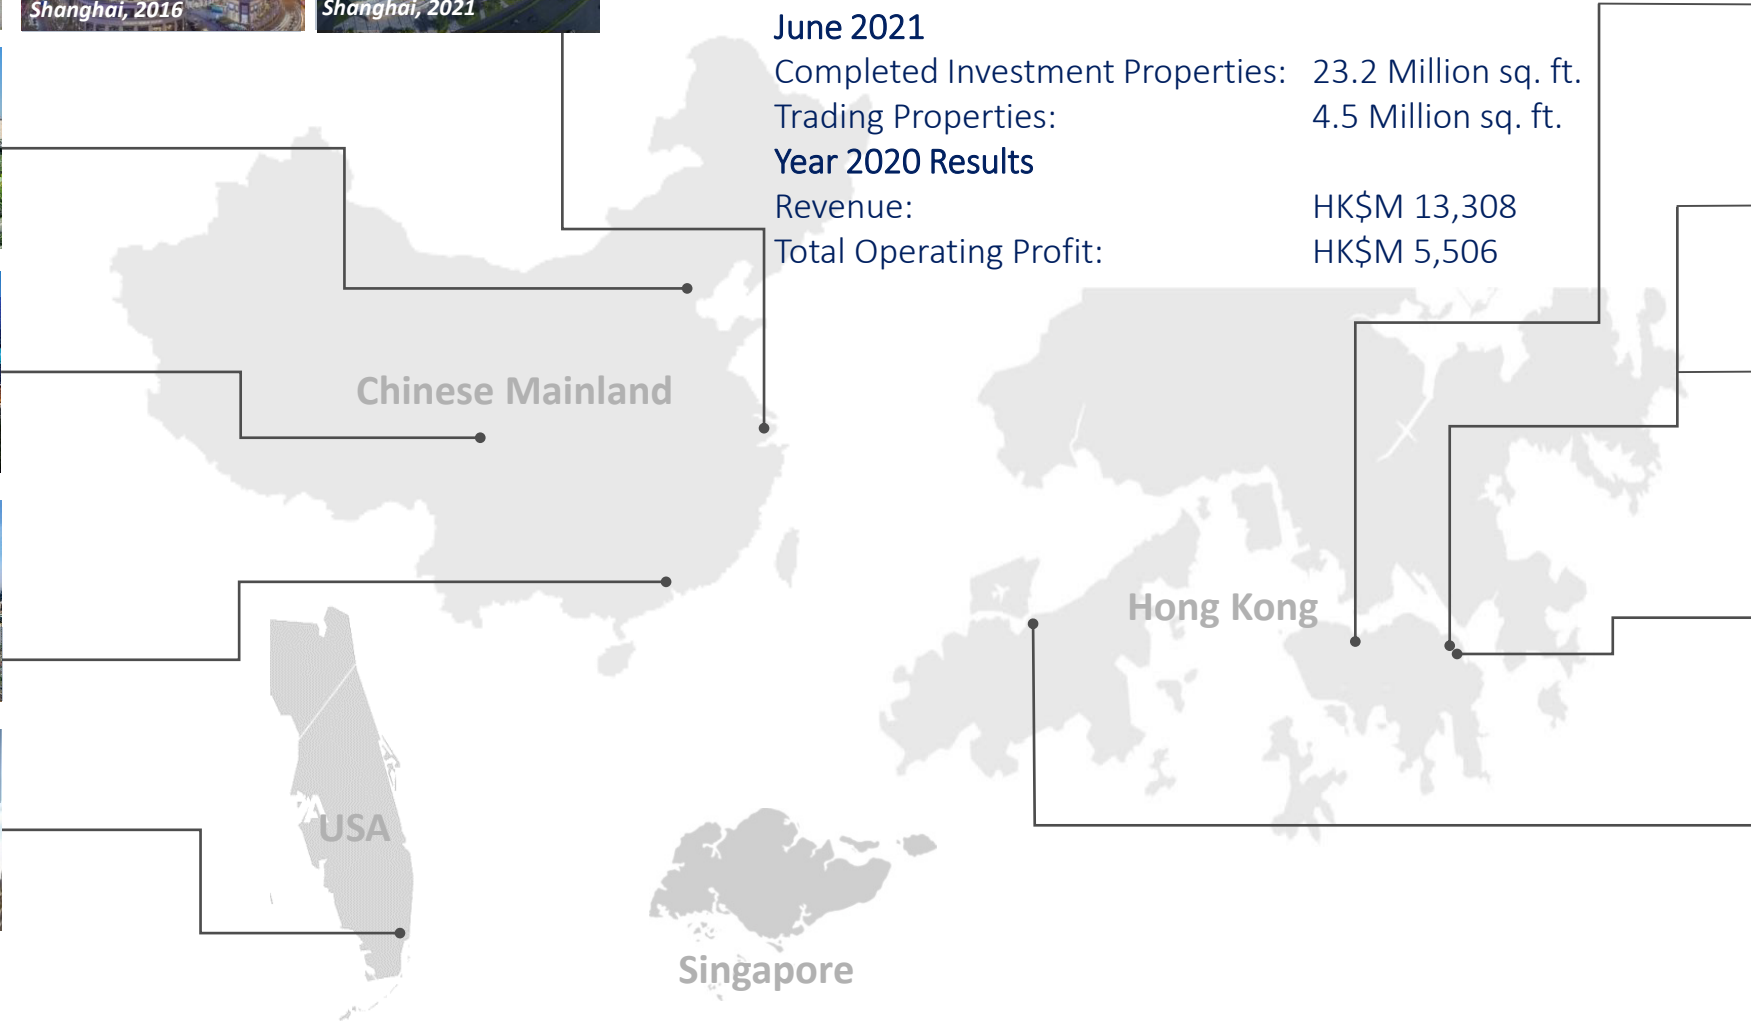 Shanghai, 2016
Shanghai, 2021
June 2021
Completed Investment Properties: 23.2 Million sq. ft.
Trading Properties: 4.5 Million sq. ft.
Year 2020 Results
Revenue: HK$M 13,308
Total Operating Profit: HK$M 5,506
Chinese Mainland
Hong Kong
USA
Singapore